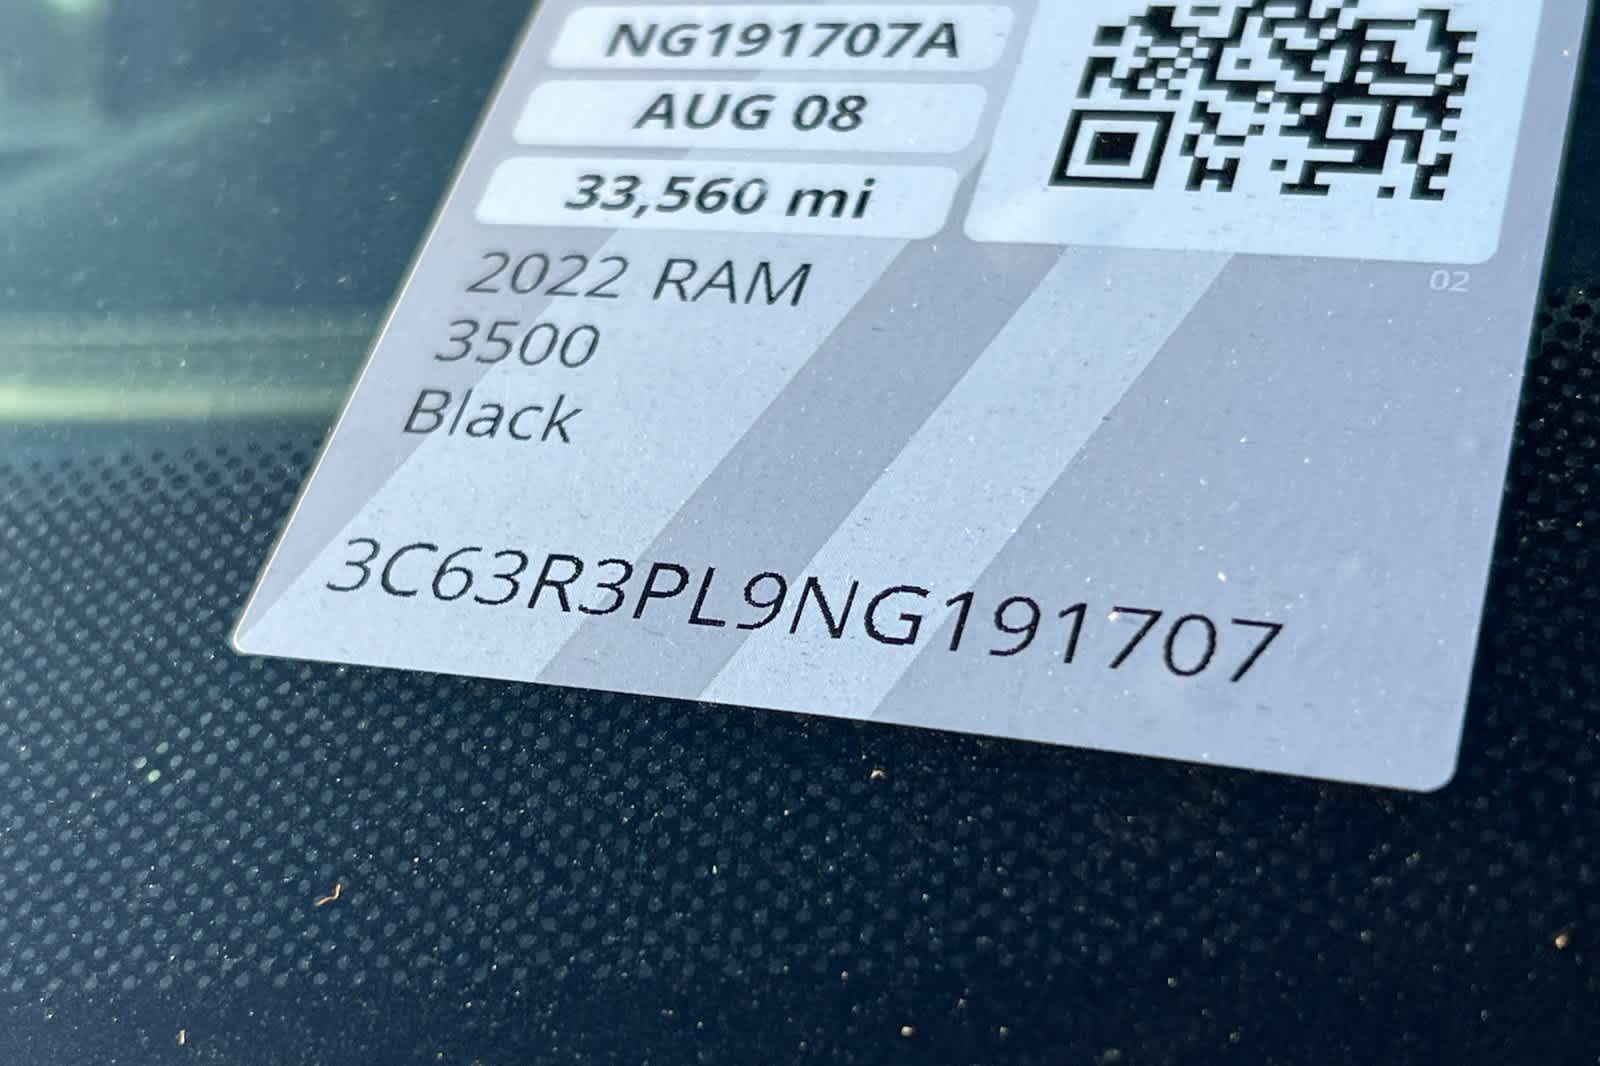 NG191707A
AUG 08
33,560 mi
2022 RAM
3500
Black
02
3C63R3PL9NG191707